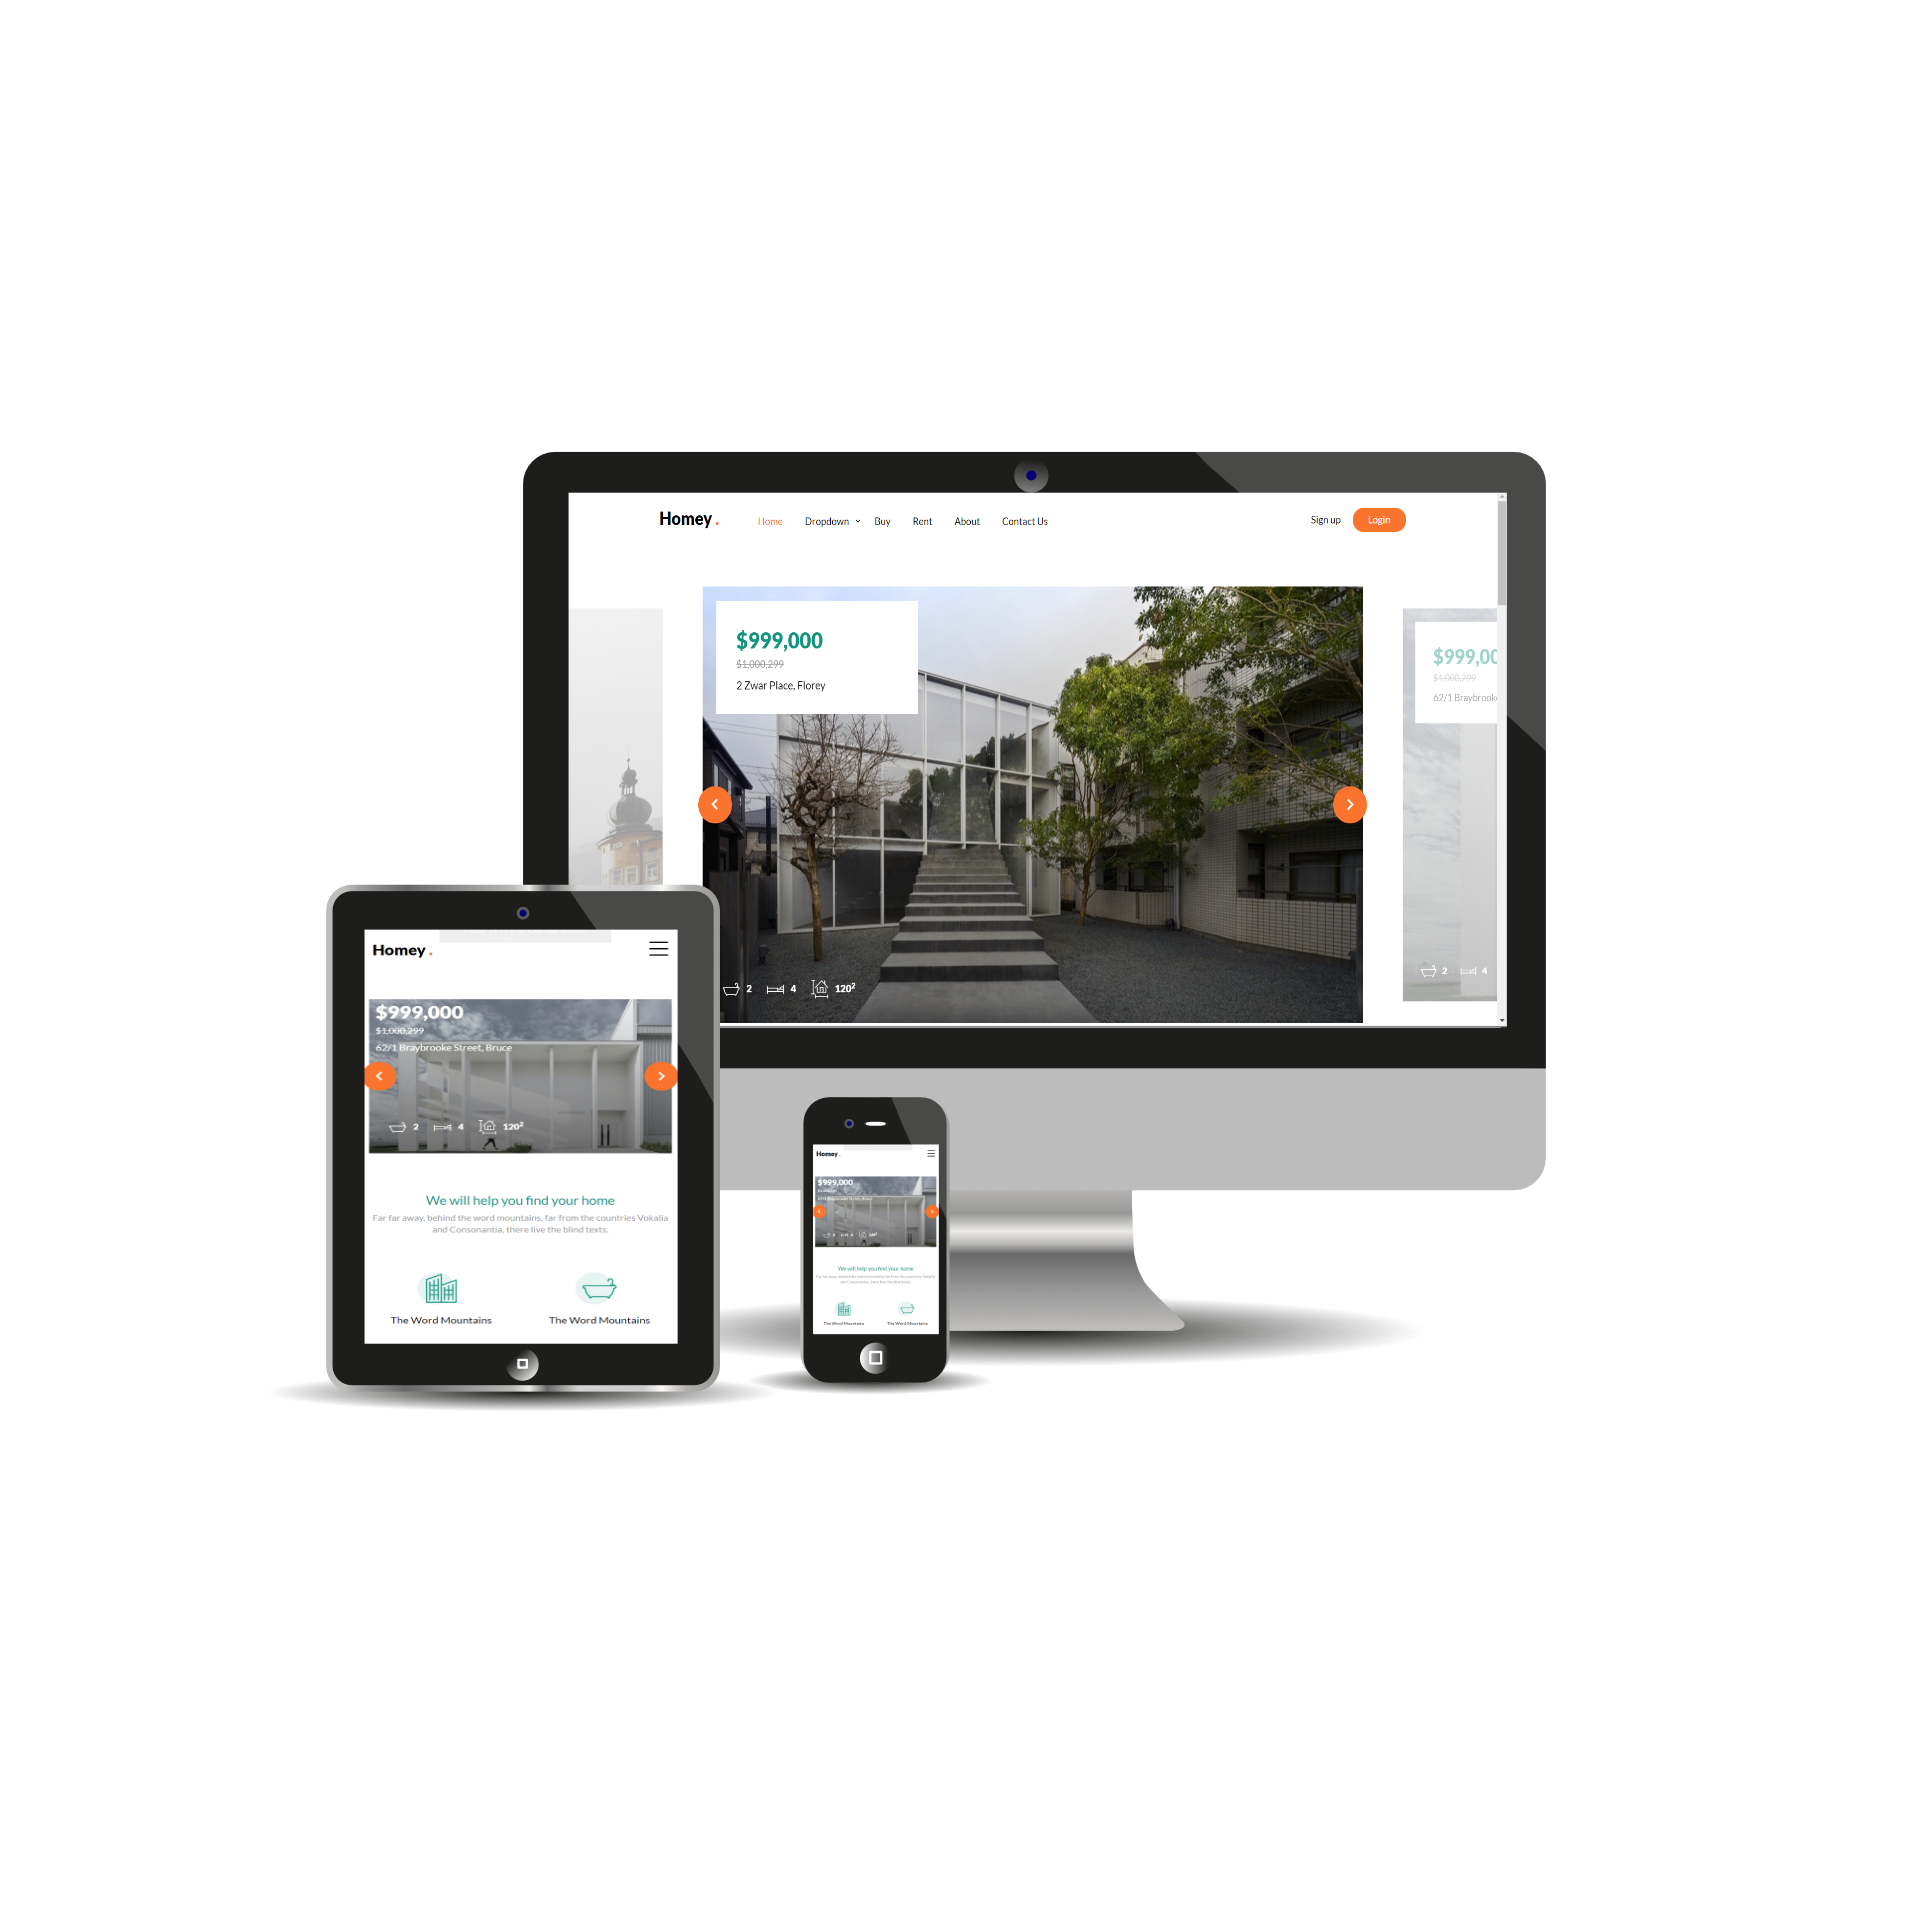 Homey .
Home Dropdown Buy Rent About Contact Us
Sign up Login
$999,000
$1,000,299
2 Zwar Place, Florey
2 4 120²
$999,00
$1,000,299
62/1 Braybrook
2 4
Homey .
$999,000
$1,000,299
62/1 Braybrooke Street, Bruce
2 4 120²
We will help you find your home
Far far away, behind the word mountains, far from the countries Vokalia
and Consonantia, there live the blind texts.
The Word Mountains The Word Mountains
Homey .
$999,000
We will help you find your home
The Word Mountains The Word Mountains